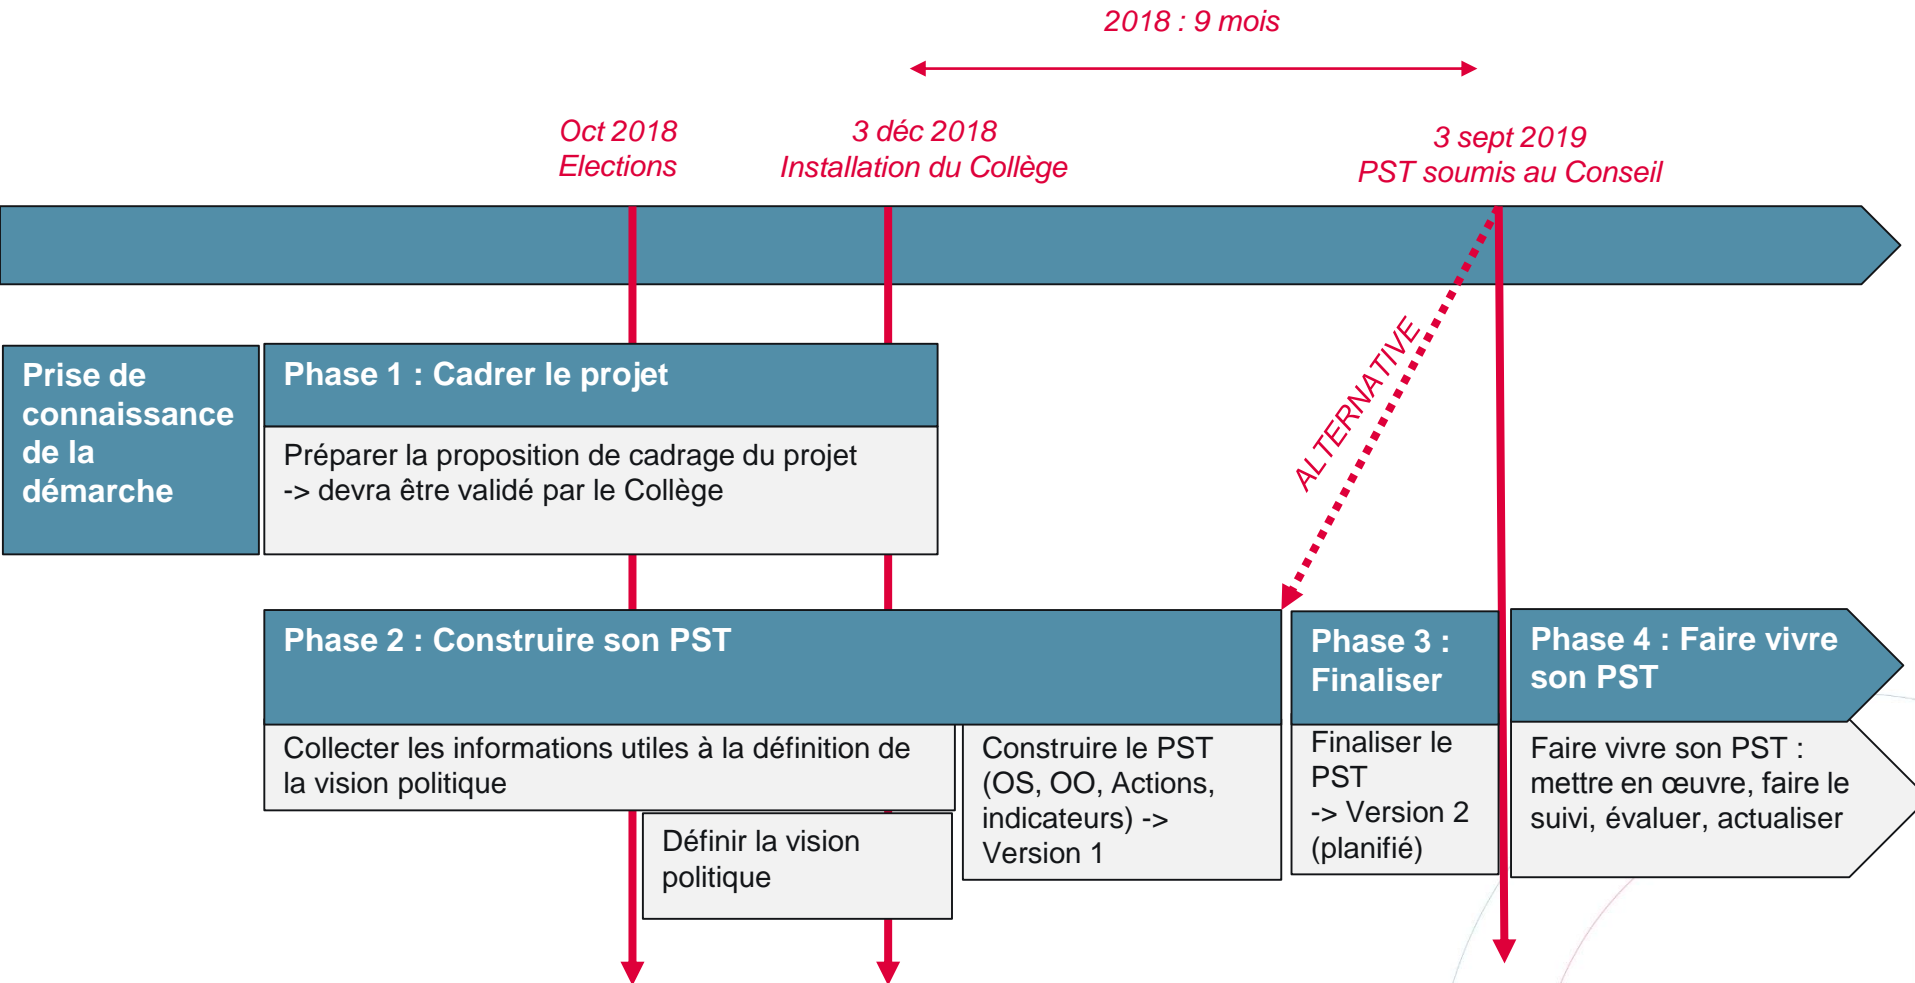 2018 : 9 mois
Oct 2018
Elections
3 déc 2018
Installation du Collège
3 sept 2019
PST soumis au Conseil
ALTERNATIVE
Prise de
connaissance
de la
démarche
Phase 1 : Cadrer le projet
Préparer la proposition de cadrage du projet
-> devra être validé par le Collège
Phase 2 : Construire son PST
Collecter les informations utiles à la définition de
la vision politique
Définir la vision
politique
Construire le PST
(OS, OO, Actions,
indicateurs) ->
Version 1
Phase 3 :
Finaliser
Finaliser le
PST
-> Version 2
(planifié)
Phase 4 : Faire vivre
son PST
Faire vivre son PST :
mettre en œuvre, faire le
suivi, évaluer, actualiser